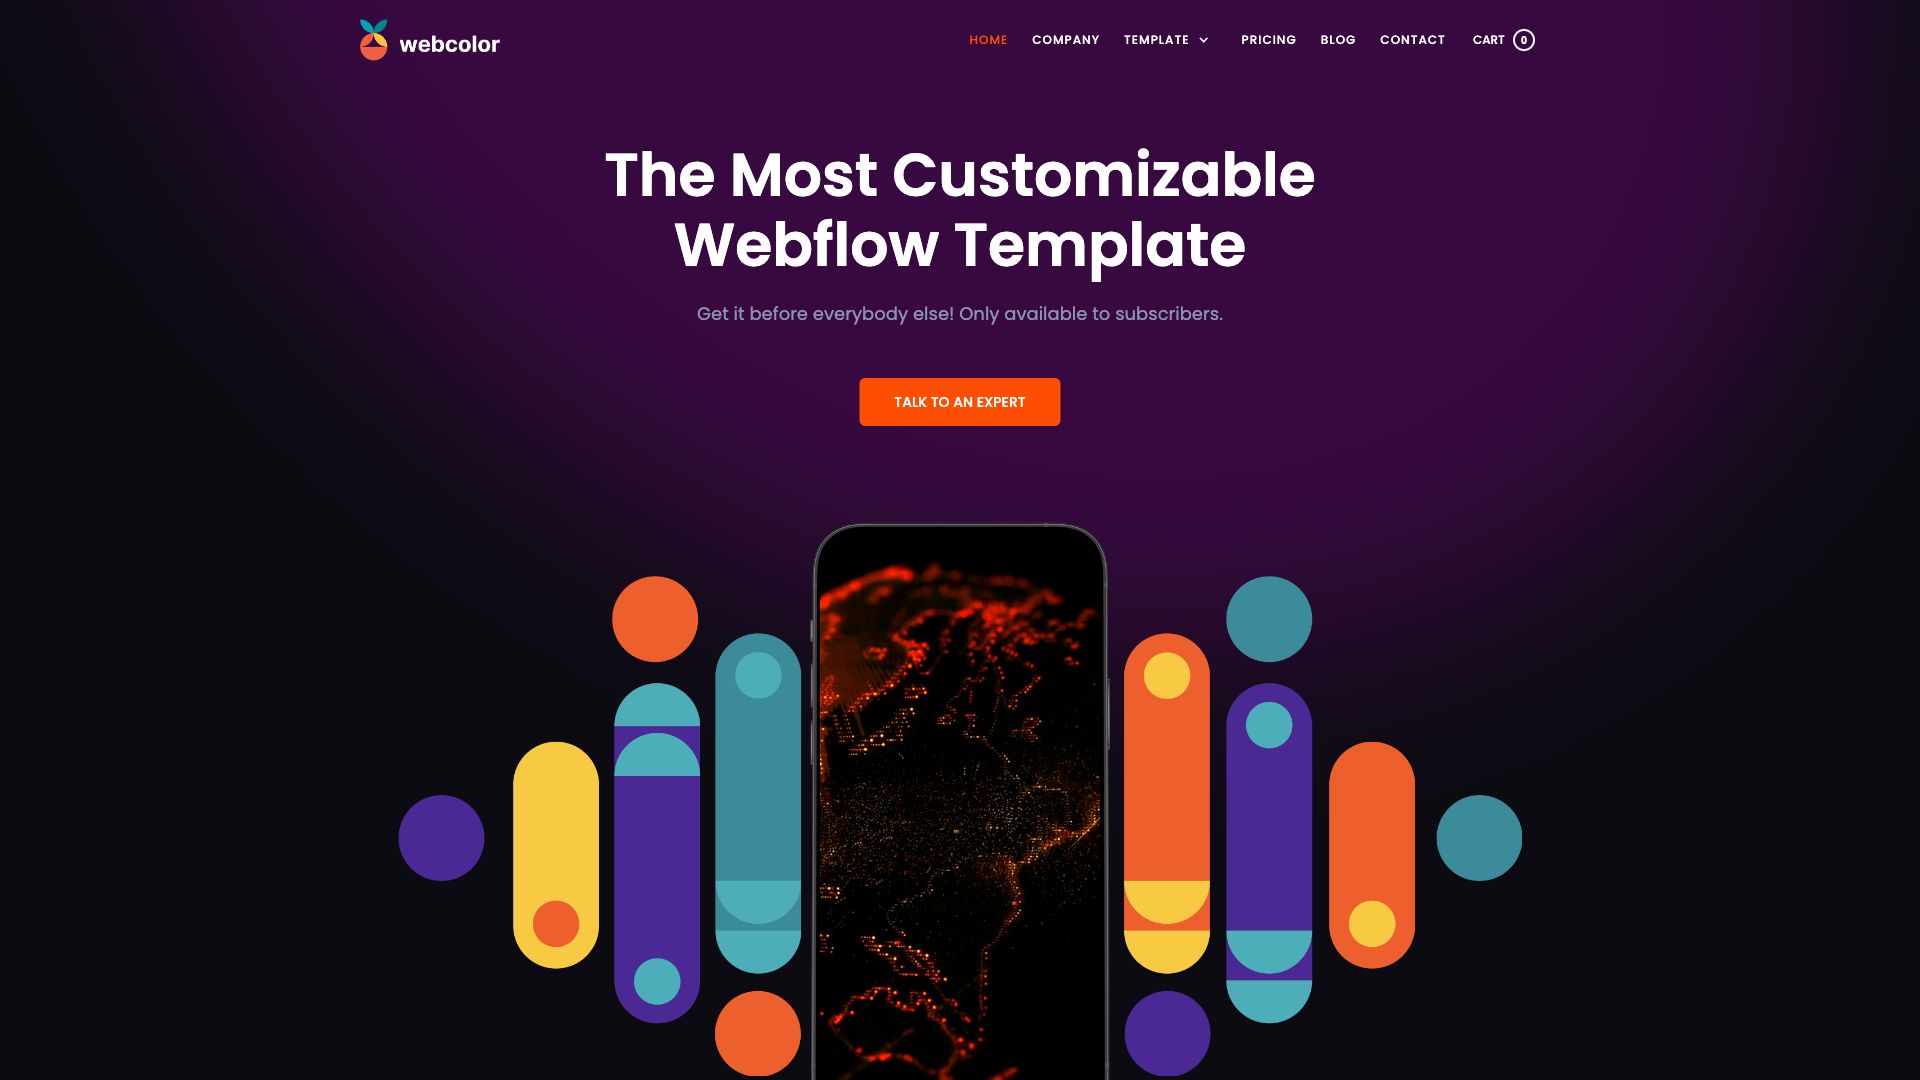 webcolor
HOME COMPANY TEMPLATE PRICING BLOG CONTACT CART 0
The Most Customizable
Webflow Template
Get it before everybody else! Only available to subscribers.
TALK TO AN EXPERT